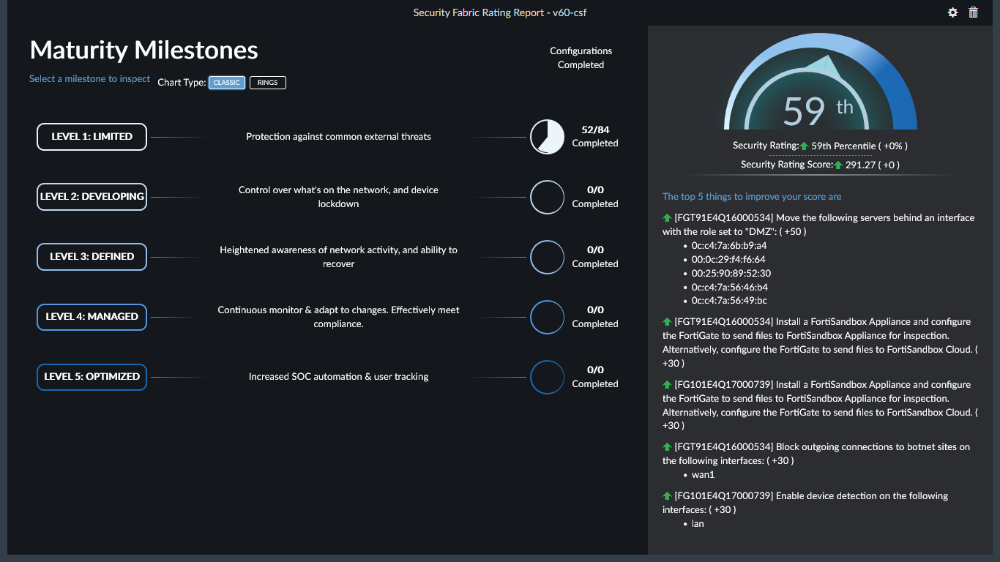 Security Fabric Rating Report - v60-csf
Maturity Milestones
Select a milestone to inspect
Chart Type: CLASSIC RINGS
Configurations
Completed
LEVEL 1: LIMITED
Protection against common external threats
52/84
Completed
LEVEL 2: DEVELOPING
Control over what's on the network, and device
lockdown
0/0
Completed
LEVEL 3: DEFINED
Heightened awareness of network activity, and ability to
recover
0/0
Completed
LEVEL 4: MANAGED
Continuous monitor & adapt to changes. Effectively meet
compliance.
0/0
Completed
LEVEL 5: OPTIMIZED
Increased SOC automation & user tracking
0/0
Completed
59 th
Security Rating: 59th Percentile ( +0% )
Security Rating Score: 291.27 ( +0 )
The top 5 things to improve your score are
[FGT91E4Q16000534] Move the following servers behind an interface
with the role set to "DMZ": ( +50 )
• 0c:c4:7a:6b:b9:a4
• 00:0c:29:f4:f6:64
• 00:25:90:89:52:30
• 0c:c4:7a:56:46:b4
• 0c:c4:7a:56:49:bc
[FGT91E4Q16000534] Install a FortiSandbox Appliance and configure
the FortiGate to send files to FortiSandbox Appliance for inspection.
Alternatively, configure the FortiGate to send files to FortiSandbox Cloud. (
+30 )
[FG101E4Q17000739] Install a FortiSandbox Appliance and configure
the FortiGate to send files to FortiSandbox Appliance for inspection.
Alternatively, configure the FortiGate to send files to FortiSandbox Cloud. (
+30 )
[FGT91E4Q16000534] Block outgoing connections to botnet sites on
the following interfaces: ( +30 )
• wan1
[FG101E4Q17000739] Enable device detection on the following
interfaces: ( +30 )
• lan